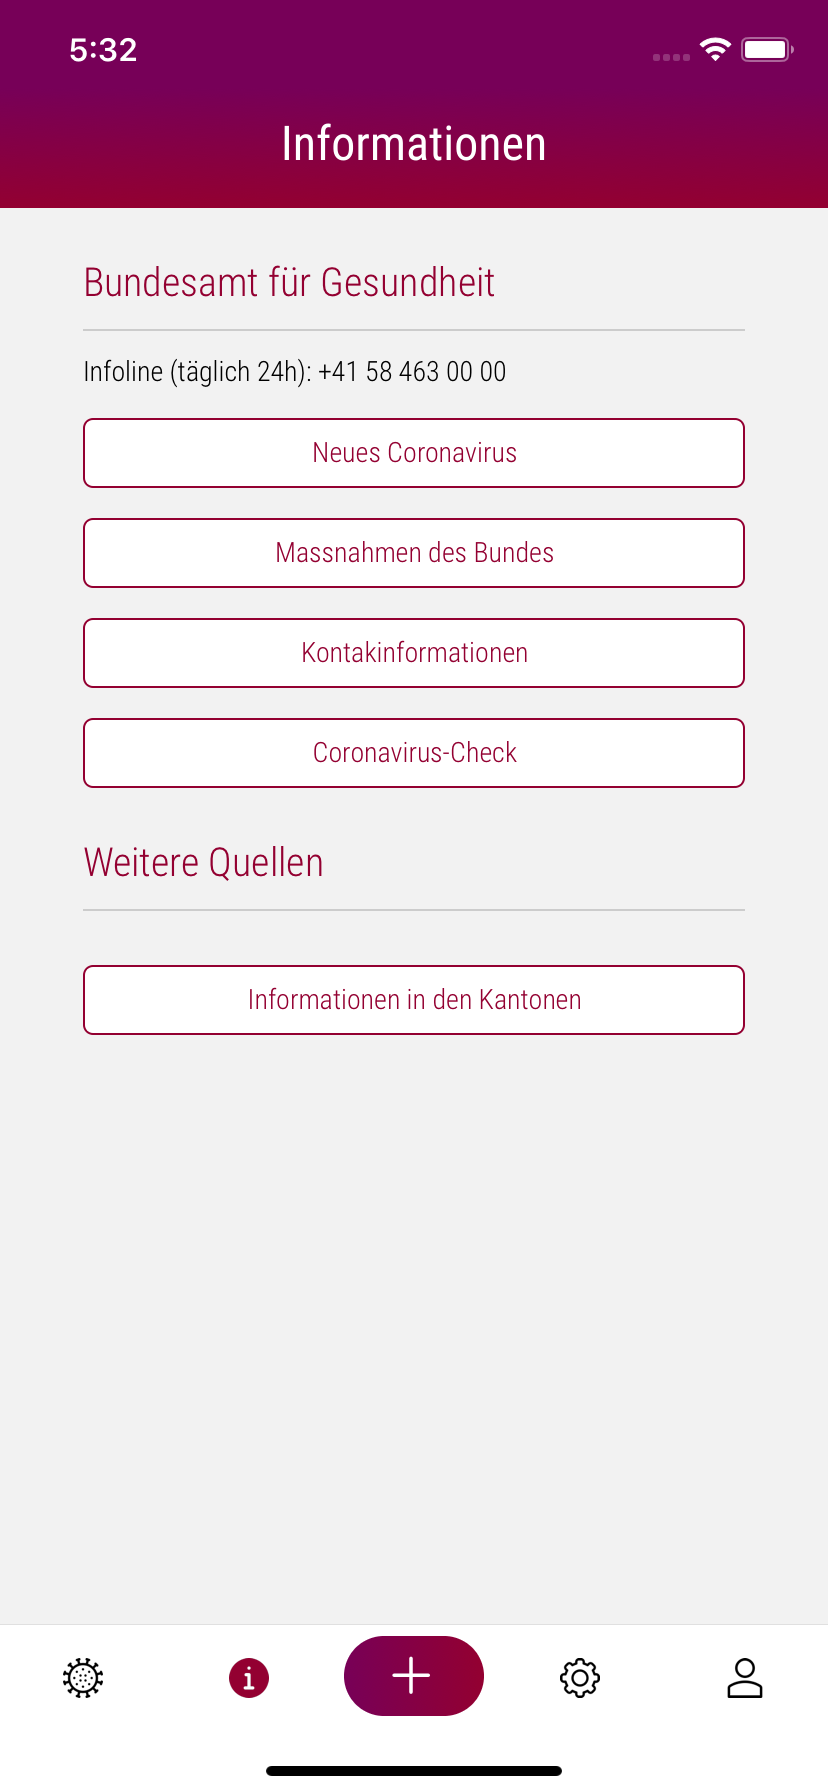 5:32
Informationen
Bundesamt für Gesundheit
Infoline (täglich 24h): +41 58 463 00 00
Neues Coronavirus
Massnahmen des Bundes
Kontakinformationen
Coronavirus-Check
Weitere Quellen
Informationen in den Kantonen